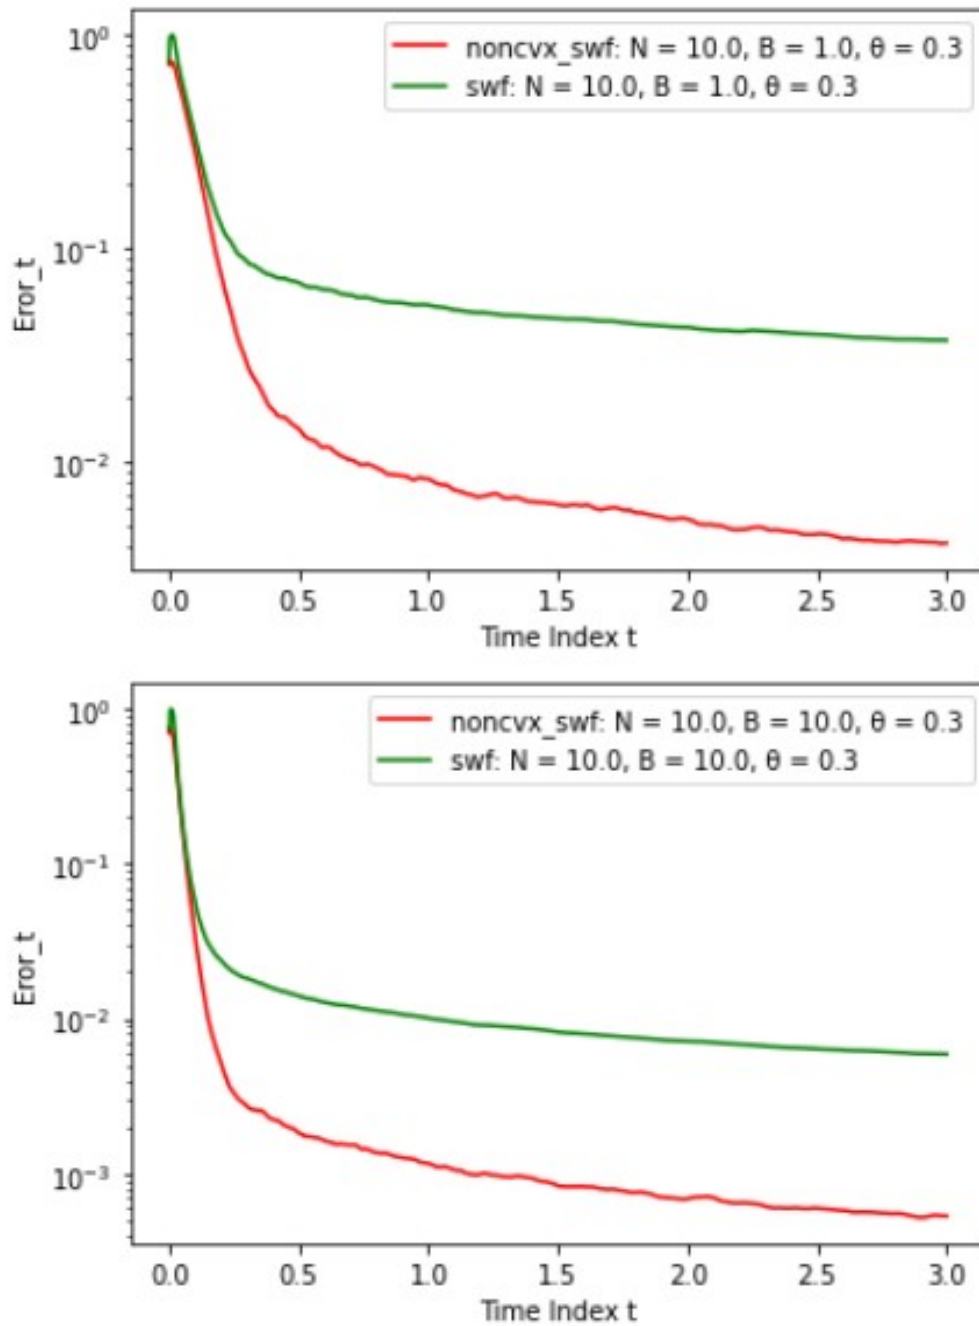 noncvx_swf: N = 10.0, B = 1.0, θ = 0.3
swf: N = 10.0, B = 1.0, θ = 0.3
10⁰
10⁻¹
10⁻²
Eror_t
0.0 0.5 1.0 1.5 2.0 2.5 3.0
Time Index t
noncvx_swf: N = 10.0, B = 10.0, θ = 0.3
swf: N = 10.0, B = 10.0, θ = 0.3
10⁰
10⁻¹
10⁻²
10⁻³
Eror_t
0.0 0.5 1.0 1.5 2.0 2.5 3.0
Time Index t